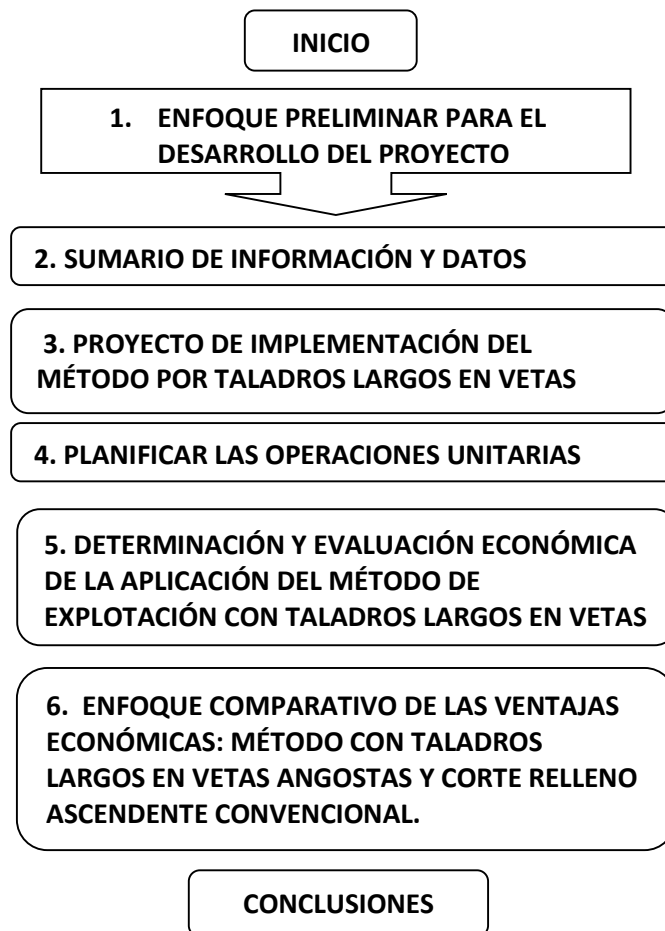 INICIO
1. ENFOQUE PRELIMINAR PARA EL
DESARROLLO DEL PROYECTO
2. SUMARIO DE INFORMACIÓN Y DATOS
3. PROYECTO DE IMPLEMENTACIÓN DEL
MÉTODO POR TALADROS LARGOS EN VETAS
4. PLANIFICAR LAS OPERACIONES UNITARIAS
5. DETERMINACIÓN Y EVALUACIÓN ECONÓMICA
DE LA APLICACIÓN DEL MÉTODO DE
EXPLOTACIÓN CON TALADROS LARGOS EN VETAS
6. ENFOQUE COMPARATIVO DE LAS VENTAJAS
ECONÓMICAS: MÉTODO CON TALADROS
LARGOS EN VETAS ANGOSTAS Y CORTE RELLENO
ASCENDENTE CONVENCIONAL.
CONCLUSIONES